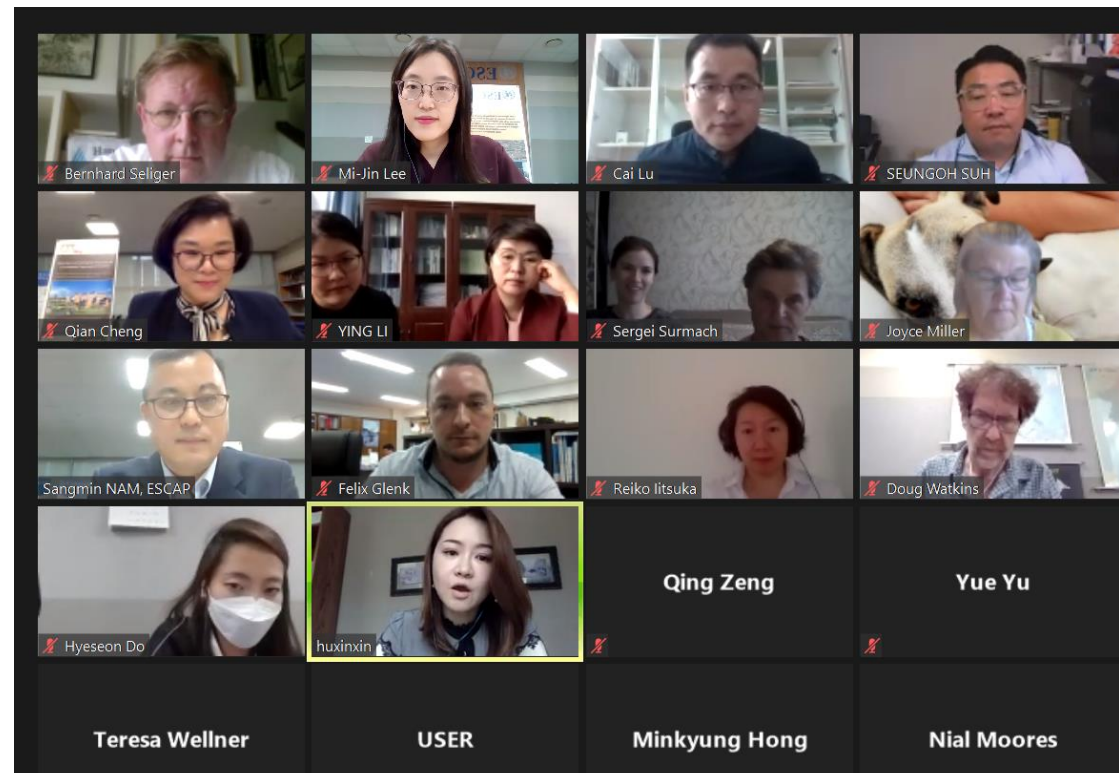 Bernhard Seliger
Mi-Jin Lee
Cai Lu
SEUNGOH SUH
Qian Cheng
YING LI
Sergei Surmach
Joyce Miller
Sangmin NAM, ESCAP
Felix Glenk
Reiko Iitsuka
Doug Watkins
Hyeseon Do
huxinxin
Qing Zeng
Yue Yu
Teresa Wellner
USER
Minkyung Hong
Nial Moores